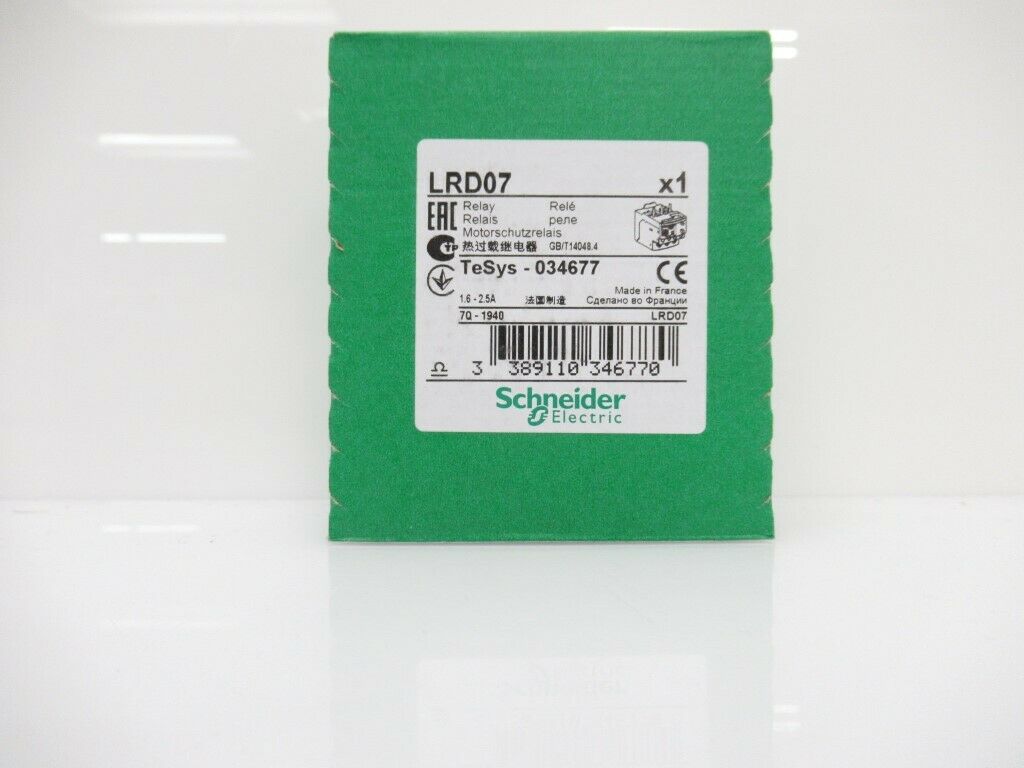 LRD07 x1
EAC Relay Relé
Relais реле
Motorschutzrelais
热过载继电器 GB/T14048.4
TeSys - 034677 CE
Made in France
1.6 - 2.5A 法国制造 Сделано во Франции
7Q - 1940 LRD07
3 389110 346770
Schneider
Electric